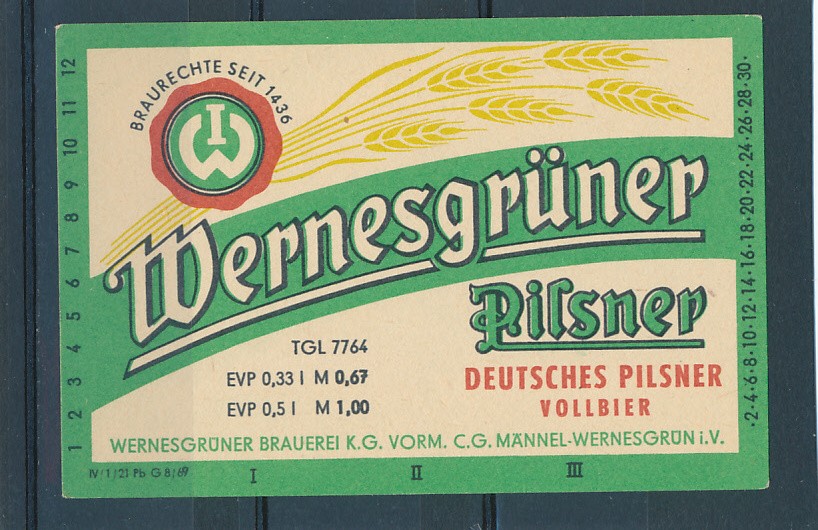 BRAURECHTE SEIT 1436
IW
Wernesgrüner
Pilsner
TGL 7764
EVP 0,33 l M 0,67
EVP 0,5 l M 1,00
DEUTSCHES PILSNER
VOLLBIER
WERNESGRÜNER BRAUEREI K.G. VORM. C.G. MÄNNEL-WERNESGRÜN i.V.
IV/1/21 Pb G 8/69
I II III
1 2 3 4 5 6 7 8 9 10 11 12
·2·4·6·8·10·12·14·16·18·20·22·24·26·28·30·